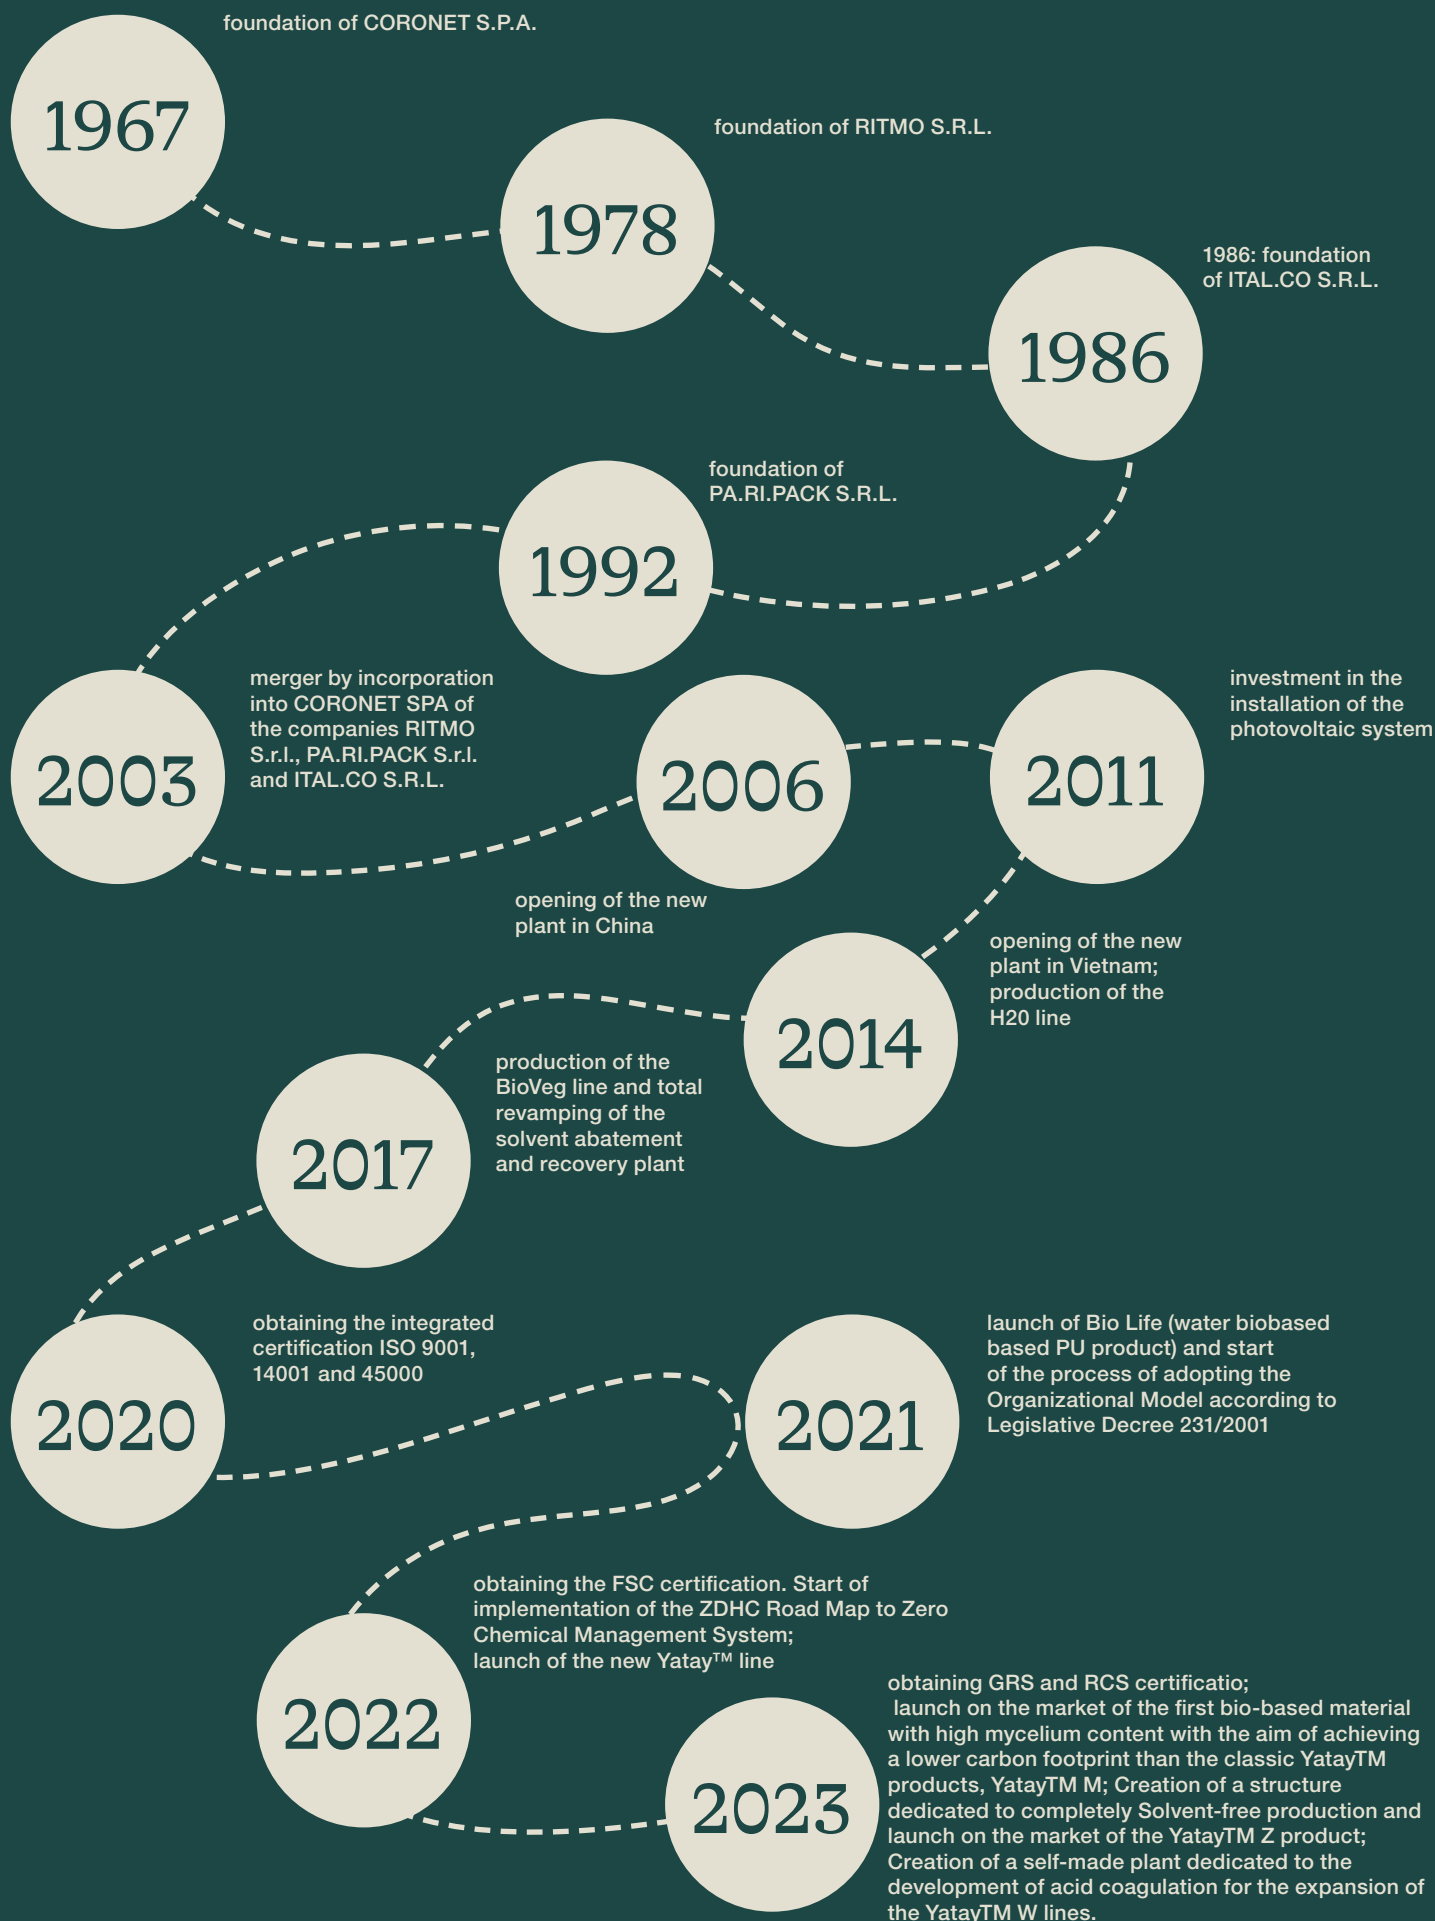 foundation of CORONET S.P.A.
1967
foundation of RITMO S.R.L.
1978
1986: foundation
of ITAL.CO S.R.L.
1986
foundation of
PA.RI.PACK S.R.L.
1992
merger by incorporation
into CORONET SPA of
the companies RITMO
S.r.l., PA.RI.PACK S.r.l.
and ITAL.CO S.R.L.
2003
2006
opening of the new
plant in China
investment in the
installation of the
photovoltaic system
2011
opening of the new
plant in Vietnam;
production of the
H20 line
2014
production of the
BioVeg line and total
revamping of the
solvent abatement
and recovery plant
2017
obtaining the integrated
certification ISO 9001,
14001 and 45000
2020
launch of Bio Life (water biobased
based PU product) and start
of the process of adopting the
Organizational Model according to
Legislative Decree 231/2001
2021
obtaining the FSC certification. Start of
implementation of the ZDHC Road Map to Zero
Chemical Management System;
launch of the new Yatay™ line
2022
obtaining GRS and RCS certificatio;
launch on the market of the first bio-based material
with high mycelium content with the aim of achieving
a lower carbon footprint than the classic YatayTM
products, YatayTM M; Creation of a structure
dedicated to completely Solvent-free production and
launch on the market of the YatayTM Z product;
Creation of a self-made plant dedicated to the
development of acid coagulation for the expansion of
the YatayTM W lines.
2023